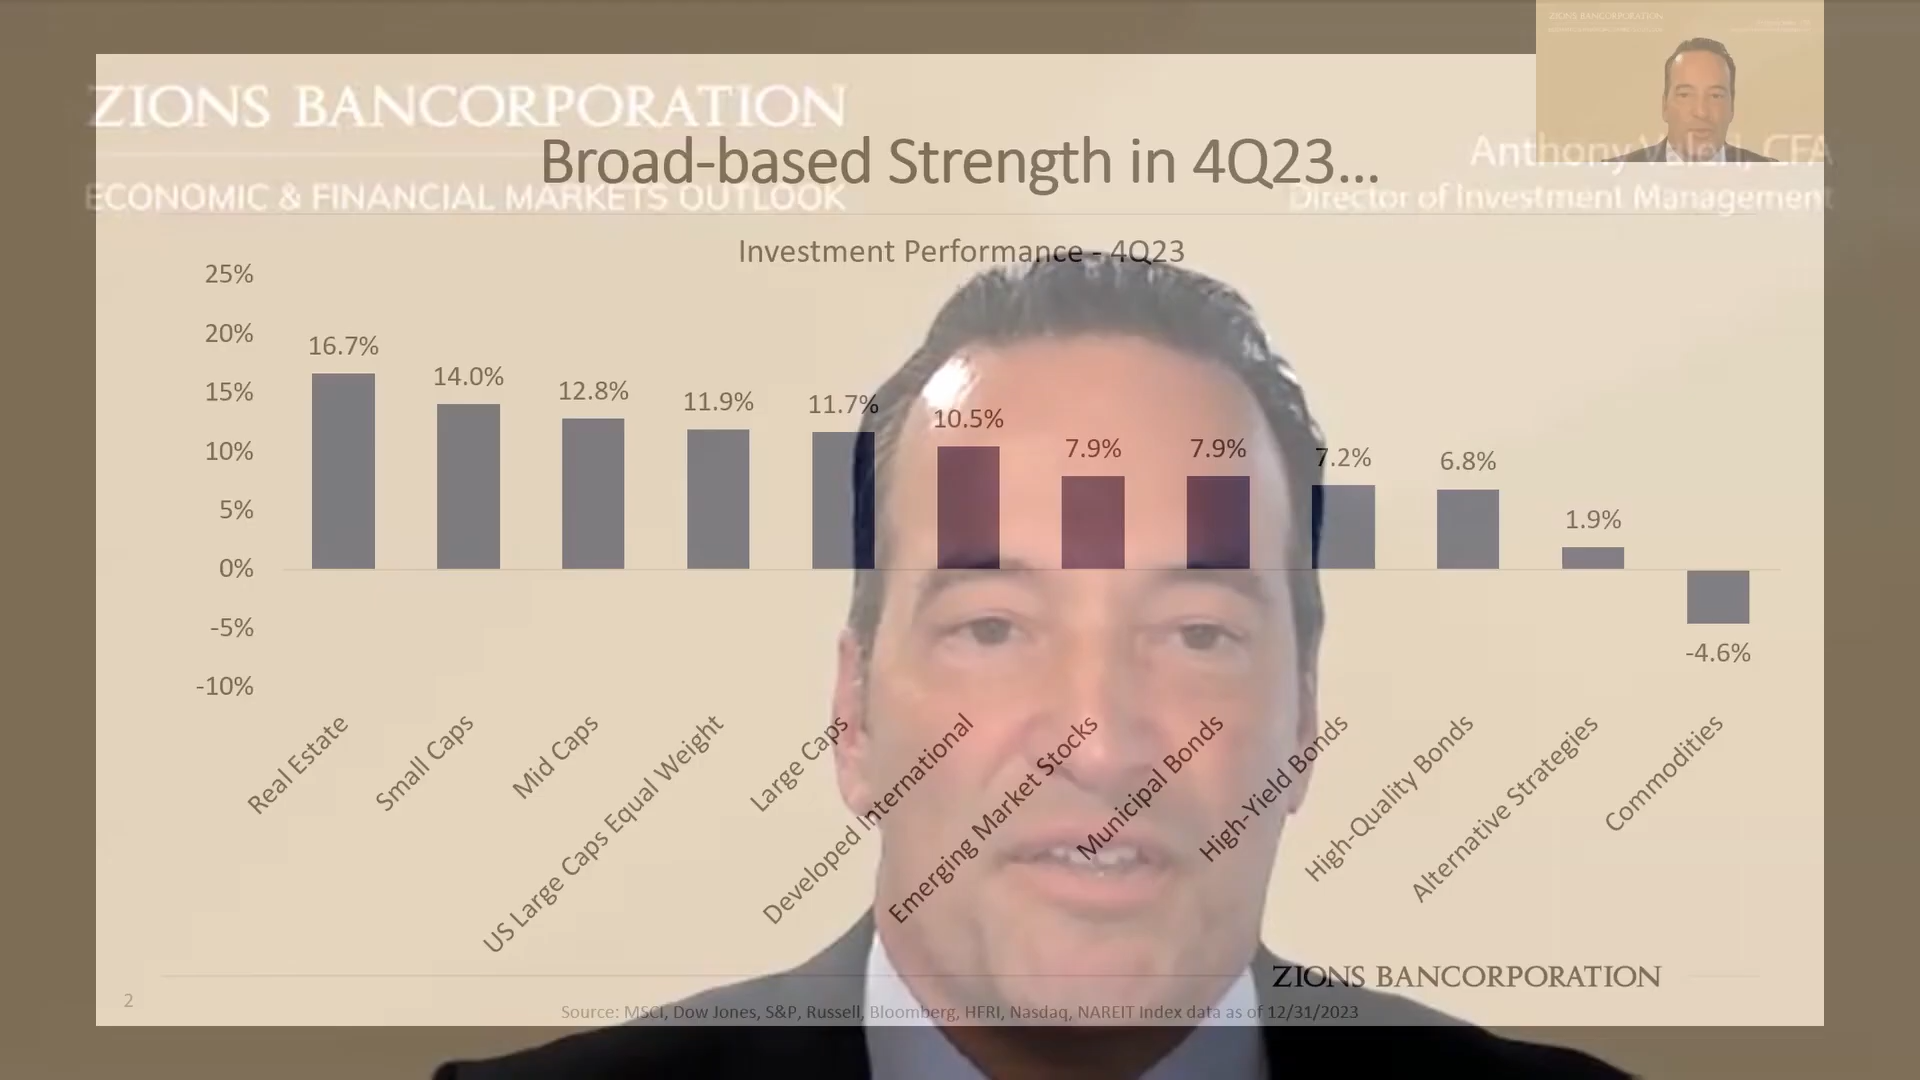 ZIONS BANCORPORATION
ECONOMIC & FINANCIAL MARKETS OUTLOOK
Anthony CFA
Director of Investment Management
ZIONS BANCORPORATION
Broad-based Strength in 4Q23...
Investment Performance - 4Q23
25%
20%
15%
10%
5%
0%
-5%
-10%
16.7%
14.0%
12.8%
11.9%
11.7%
10.5%
7.9%
7.9%
7.2%
6.8%
1.9%
-4.6%
Real Estate
Small Caps
Mid Caps
US Large Caps Equal Weight
Large Caps
Developed International
Emerging Market Stocks
Municipal Bonds
High-Yield Bonds
High-Quality Bonds
Alternative Strategies
Commodities
ZIONS BANCORPORATION
2
Source: MSCI, Dow Jones, S&P, Russell, Bloomberg, HFRI, Nasdaq, NAREIT Index data as of 12/31/2023